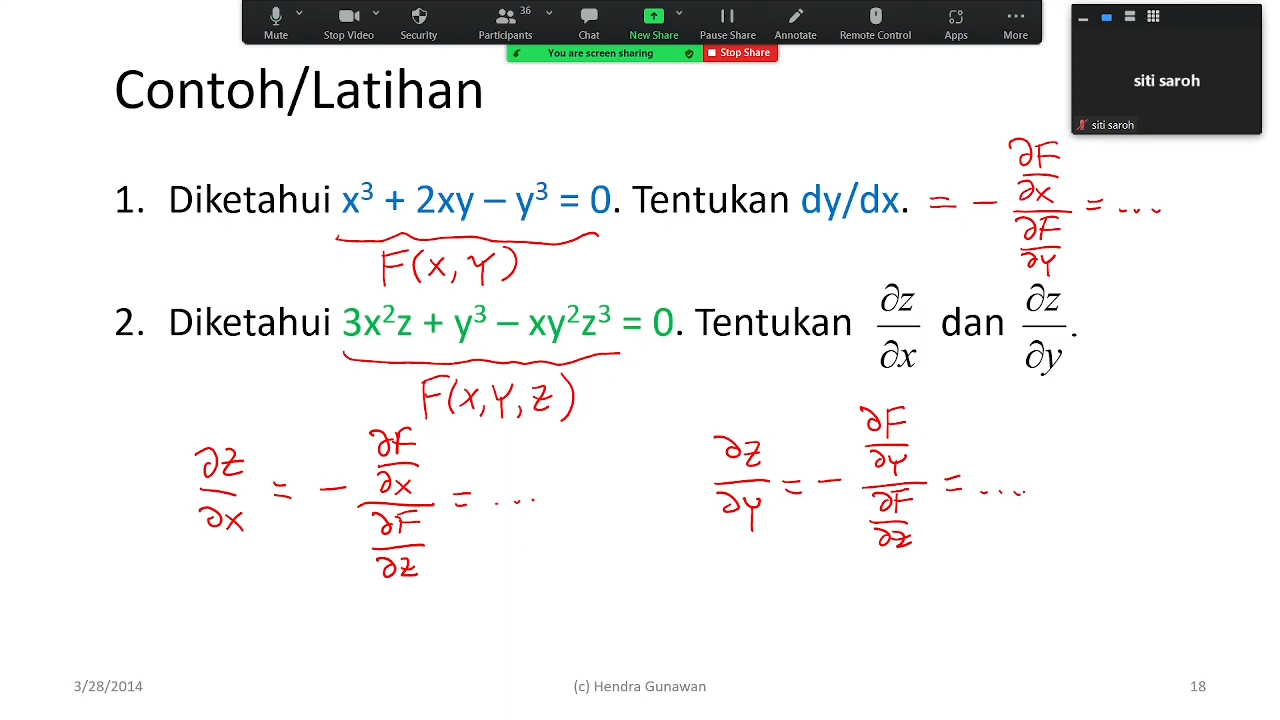 36
Mute Stop Video Security Participants Chat New Share Pause Share Annotate Remote Control Apps More
You are screen sharing Stop Share
siti saroh
siti saroh
Contoh/Latihan
1. Diketahui x³ + 2xy – y³ = 0. Tentukan dy/dx. = - ∂F/∂x / ∂F/∂y = ...
F(x, y)
2. Diketahui 3x²z + y³ – xy²z³ = 0. Tentukan ∂z/∂x dan ∂z/∂y.
F(x, y, z)
∂z/∂x = - ∂F/∂x / ∂F/∂z = ...
∂z/∂y = - ∂F/∂y / ∂F/∂z = ....
3/28/2014 (c) Hendra Gunawan 18